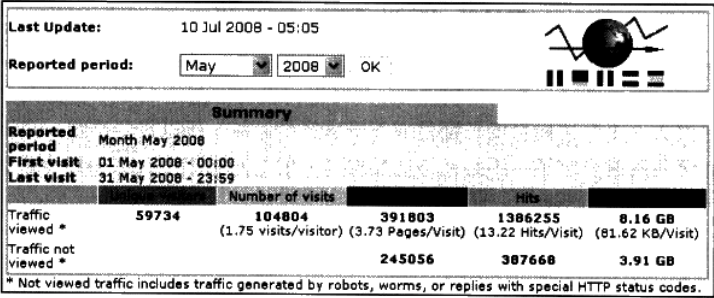 Last Update: 10 Jul 2008 - 05:05
Reported period: May 2008 OK
Summary
Reported period Month May 2008
First visit 01 May 2008 - 00:00
Last visit 31 May 2008 - 23:59
Unique visitors Number of visits Hits
Traffic viewed * 59734 104804 391803 1386255 8.16 GB
(1.75 visits/visitor) (3.73 Pages/Visit) (13.22 Hits/Visit) (81.62 KB/Visit)
Traffic not viewed * 245056 387668 3.91 GB
* Not viewed traffic includes traffic generated by robots, worms, or replies with special HTTP status codes.